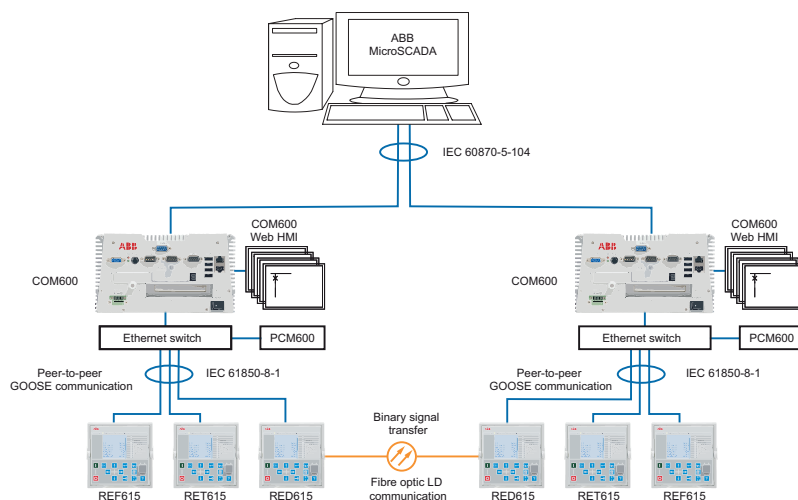 ABB
MicroSCADA
IEC 60870-5-104
COM600
Web HMI
COM600
Web HMI
ABB
ABB
COM600
COM600
Ethernet switch
PCM600
Ethernet switch
PCM600
Peer-to-peer
GOOSE communication
IEC 61850-8-1
Peer-to-peer
GOOSE communication
IEC 61850-8-1
Binary signal
transfer
Fibre optic LD
communication
REF615
RET615
RED615
RED615
RET615
REF615